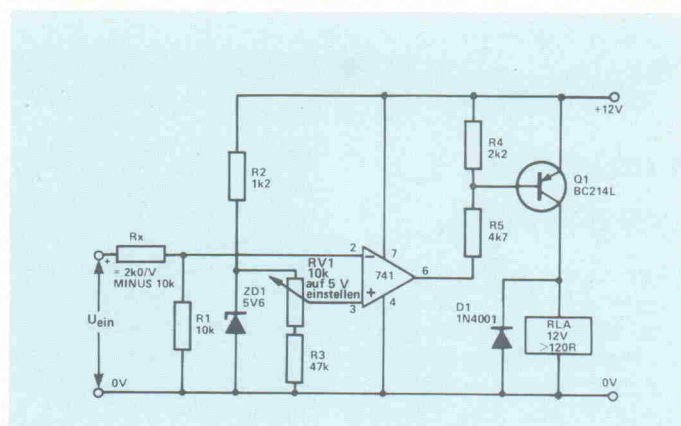 +12V
R2
1k2
R4
2k2
Q1
BC214L
Rx
+
= 2k0/V
MINUS 10k
2
7
R5
4k7
RV1
10k
auf 5 V
einstellen
741
6
Uein
R1
10k
ZD1
5V6
3
4
D1
1N4001
RLA
12V
>120R
R3
47k
0V
0V